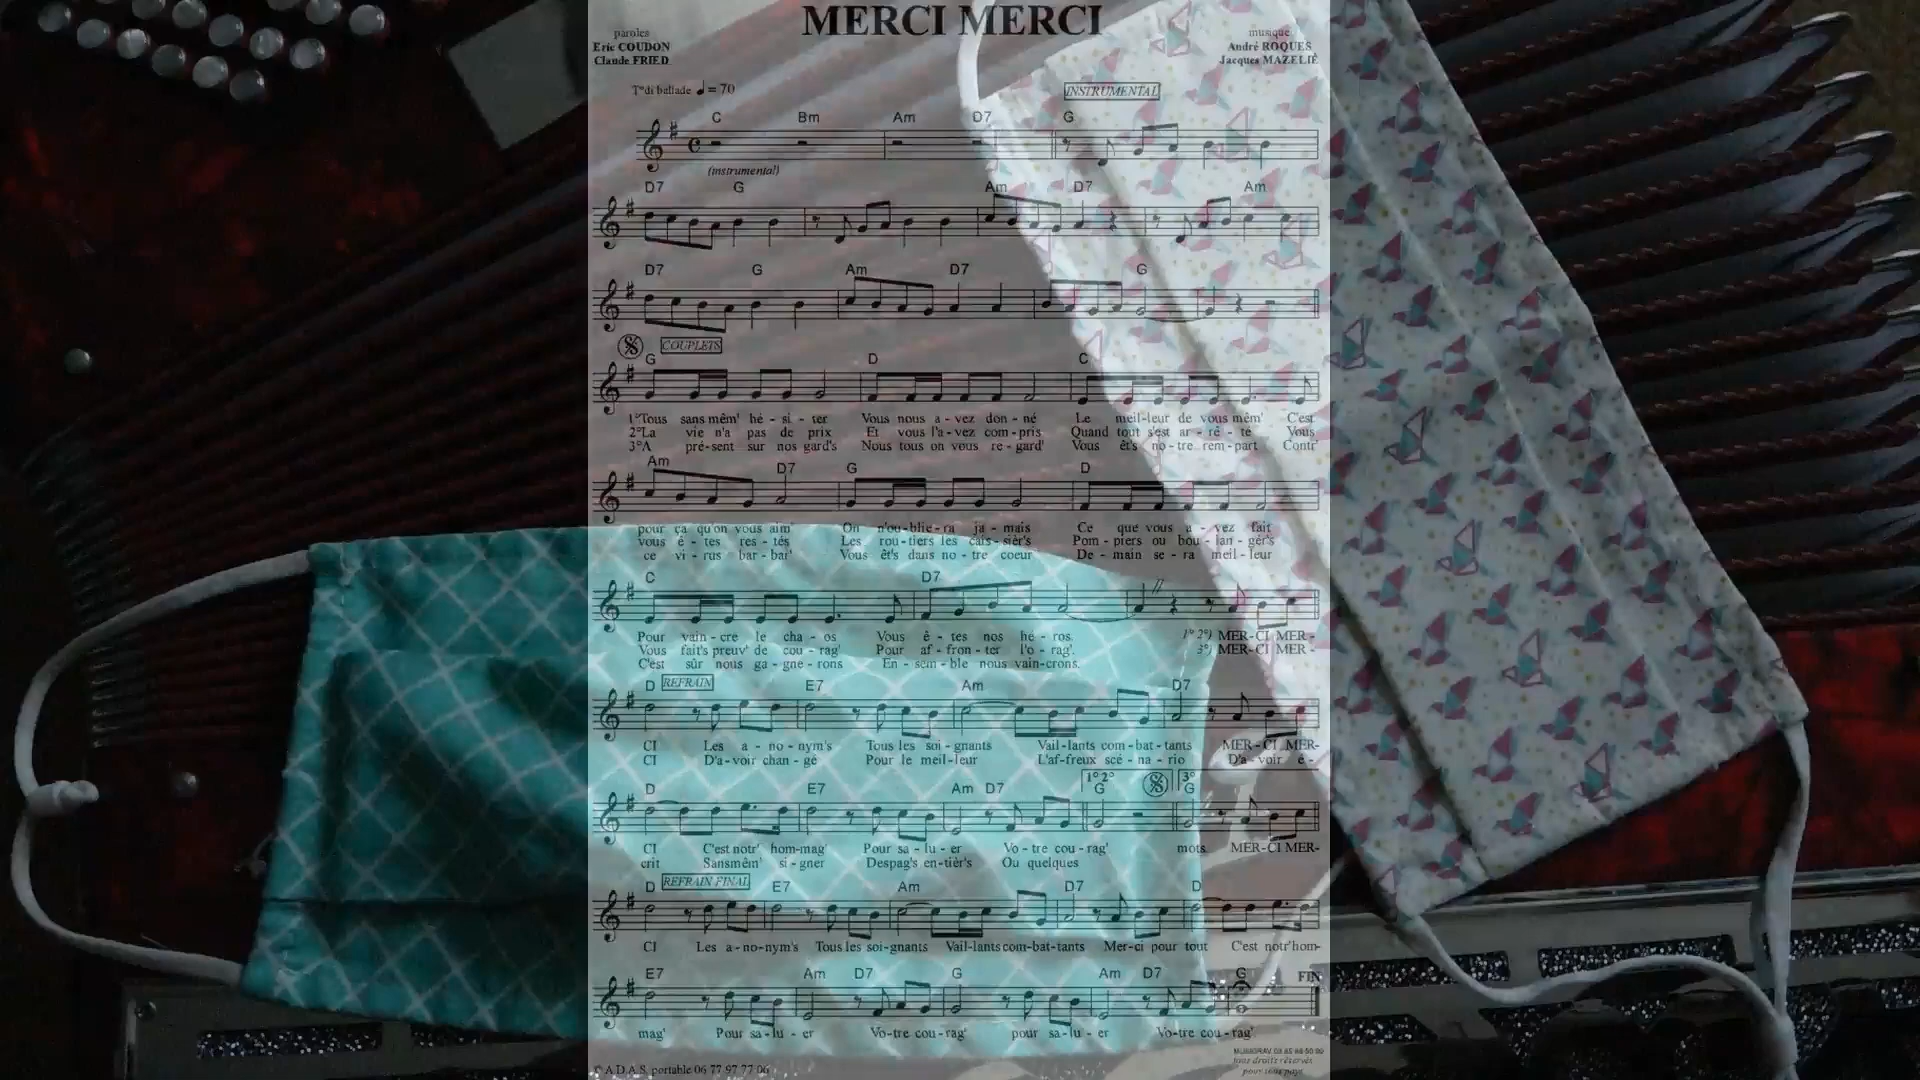 MERCI MERCI
paroles
Eric COUDON
Claude FRIED
musique
André ROQUES
Jacques MAZELIÉ
T° di ballade ♩ = 70
INSTRUMENTAL
C Bm Am D7 G
(instrumental)
D7 G Am D7 Am
D7 G Am D7 G
COUPLETS
G D C
1°Tous sans mêm' hé - si - ter Vous nous a - vez don - né Le meil-leur de vous mêm' C'est
2°La vie n'a pas de prix Et vous l'a-vez com-pris Quand tout s'est ar - rê - té Vous
3°A pré-sent sur nos gard's Nous tous on vous re-gard' Vous êt's no-tre rem-part Contr'
Am D7 G D
pour ça qu'on vous aim' On n'ou-blie-ra ja - mais Ce que vous a - vez fait
vous ê - tes res - tés Les rou-tiers les cais-sièr's Pom - piers ou bou-lan-gèr's
ce vi - rus bar-bar' Vous êt's dans no - tre coeur De - main se - ra meil-leur
C D7
Pour vain - cre le cha - os Vous ê - tes nos hé - ros. 1° 2°) MER-CI MER-
Vous fait's preuv' de cou - rag' Pour af - fron - ter l'o - rag'. 3°) MER-CI MER-
C'est sûr nous ga - gne - rons En - sem - ble nous vain-crons.
D REFRAIN E7 Am D7
CI Les a - no - nym's Tous les soi - gnants Vail-lants com-bat-tants MER-CI MER-
CI D'a-voir chan - gé Pour le meil-leur L'af-freux scé - na - rio D'a - voir é -
1° 2° 3°
D E7 Am D7 G G
CI C'est notr' hom-mag' Pour sa - lu - er Vo - tre cou - rag' mots. MER-CI MER-
crit Sans mêm' si - gner Des pag's en-tièr's Ou quelques
D REFRAIN FINAL E7 Am D7 D
CI Les a-no-nym's Tous les soi-gnants Vail-lants com-bat-tants Mer-ci pour tout C'est notr'hom-
E7 Am D7 G Am D7 G FIN
mag' Pour sa - lu - er Vo-tre cou-rag' pour sa - lu - er Vo-tre cou-rag'.
© A.D.A.S. portable 06 77 97 77 06
tous droits réservés
pour tous pays